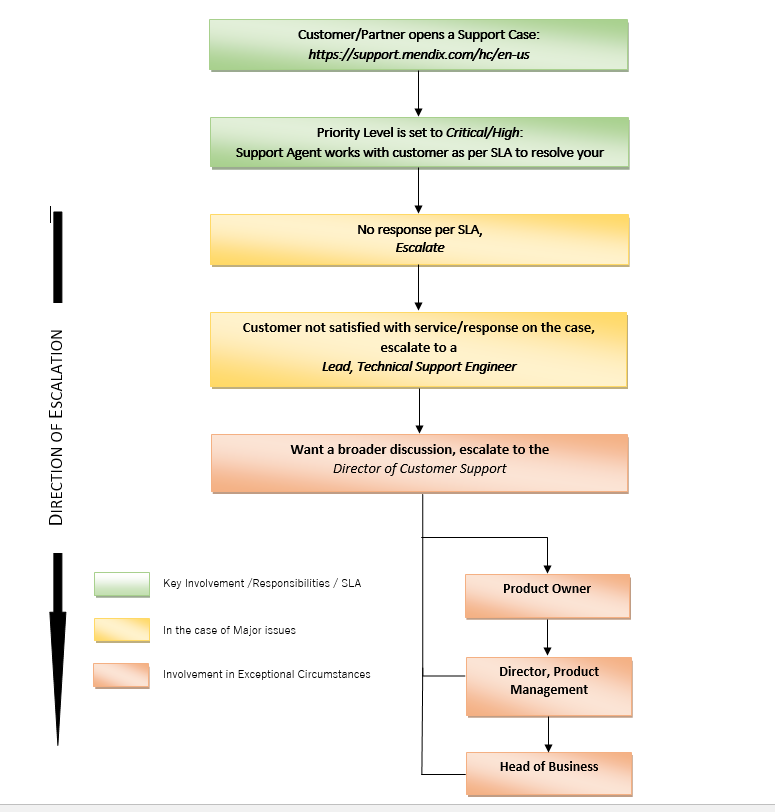 Customer/Partner opens a Support Case:
https://support.mendix.com/hc/en-us
Priority Level is set to Critical/High:
Support Agent works with customer as per SLA to resolve your
No response per SLA,
Escalate
Customer not satisfied with service/response on the case,
escalate to a
Lead, Technical Support Engineer
Want a broader discussion, escalate to the
Director of Customer Support
Product Owner
Director, Product
Management
Head of Business
DIRECTION OF ESCALATION
Key Involvement /Responsibilities / SLA
In the case of Major issues
Involvement in Exceptional Circumstances